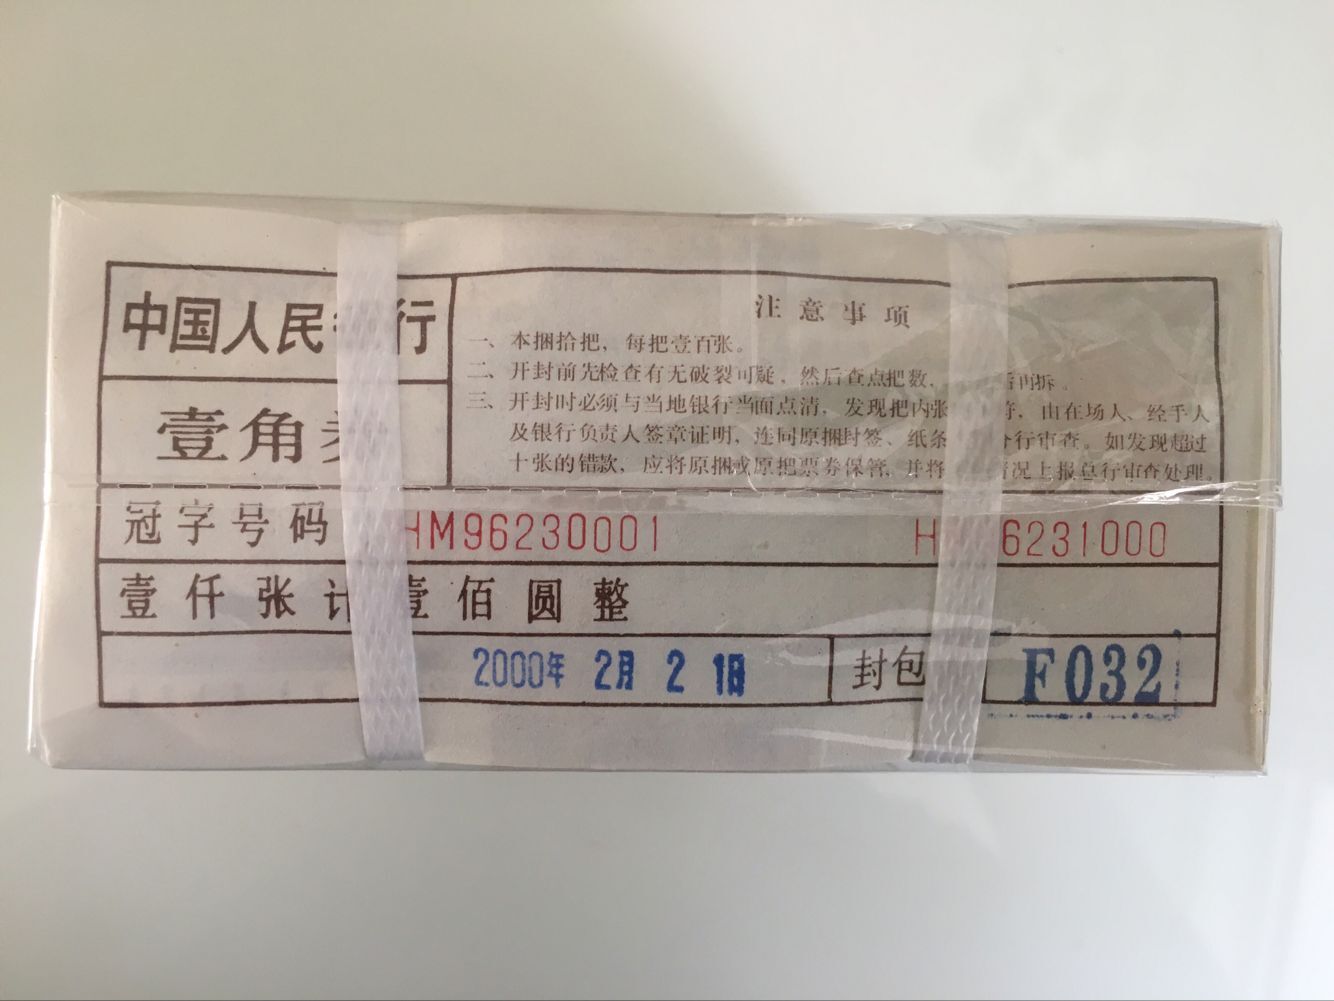 中国人民 行
壹角
注意事项
一、本捆拾把，每把壹百张。
二、开封前先检查有无破裂可疑，然后查点把数， 后再拆。
三、开封时必须与当地银行当面点清，发现把内张 符，由在场人、经手人
及银行负责人签章证明，连同原捆封签、纸条 分行审查。如发现超过
十张的错款，应将原捆或原把票券保管，并将 情况上报总行审查处理
冠字号码 HM96230001 H 6231000
壹仟张计壹佰圆整
2000年 2月 21日 封包 F032